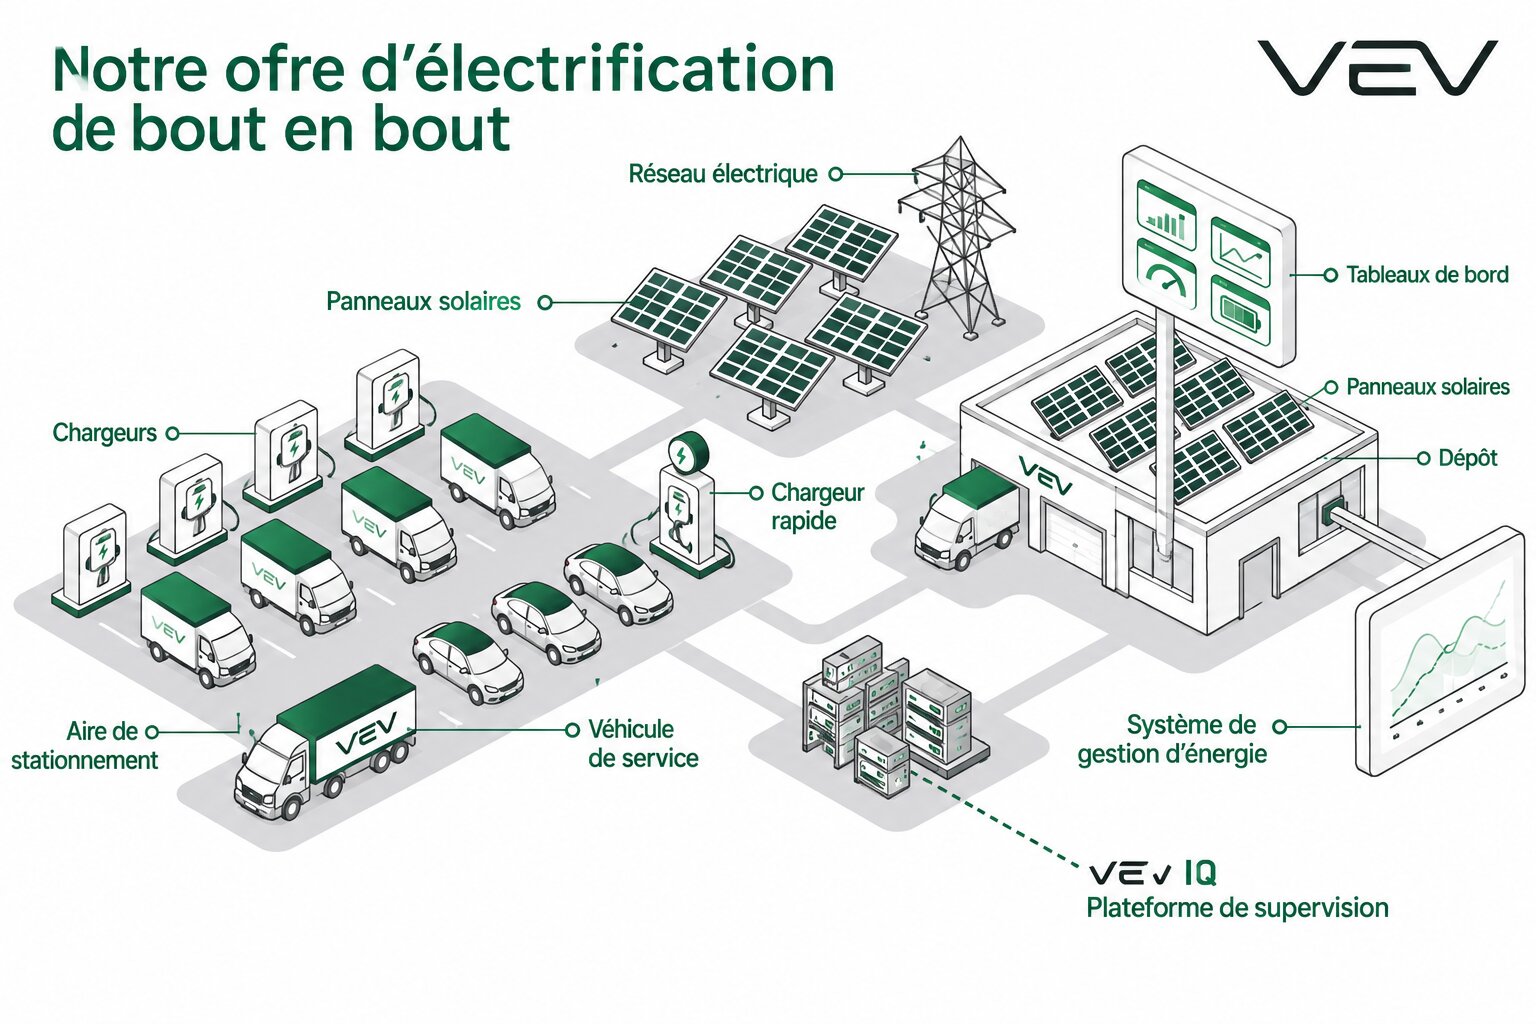 Notre ofre d’électrification
de bout en bout
VEV
Réseau électrique
Tableaux de bord
Panneaux solaires
Panneaux solaires
Chargeurs
Dépôt
VEV
VEV
Chargeur
rapide
VEV
VEV
VEV
Aire de
stationnement
VEV
Véhicule
de service
Système de
gestion d’énergie
VEV IQ
Plateforme de supervision